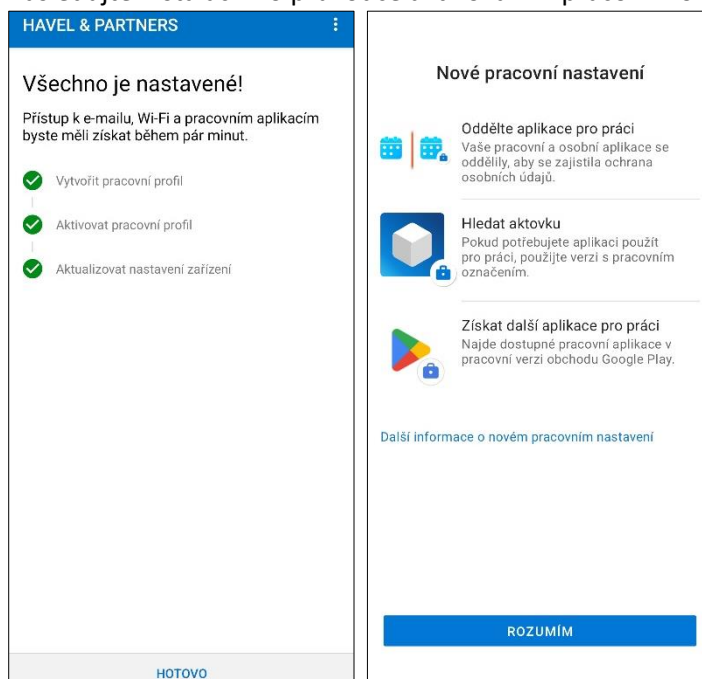 HAVEL & PARTNERS
Všechno je nastavené!
Přístup k e-mailu, Wi-Fi a pracovním aplikacím
byste měli získat během pár minut.
Vytvořit pracovní profil
Aktivovat pracovní profil
Aktualizovat nastavení zařízení
HOTOVO
Nové pracovní nastavení
Oddělte aplikace pro práci
Vaše pracovní a osobní aplikace se
oddělily, aby se zajistila ochrana
osobních údajů.
Hledat aktovku
Pokud potřebujete aplikaci použít
pro práci, použijte verzi s pracovním
označením.
Získat další aplikace pro práci
Najde dostupné pracovní aplikace v
pracovní verzi obchodu Google Play.
Další informace o novém pracovním nastavení
ROZUMÍM